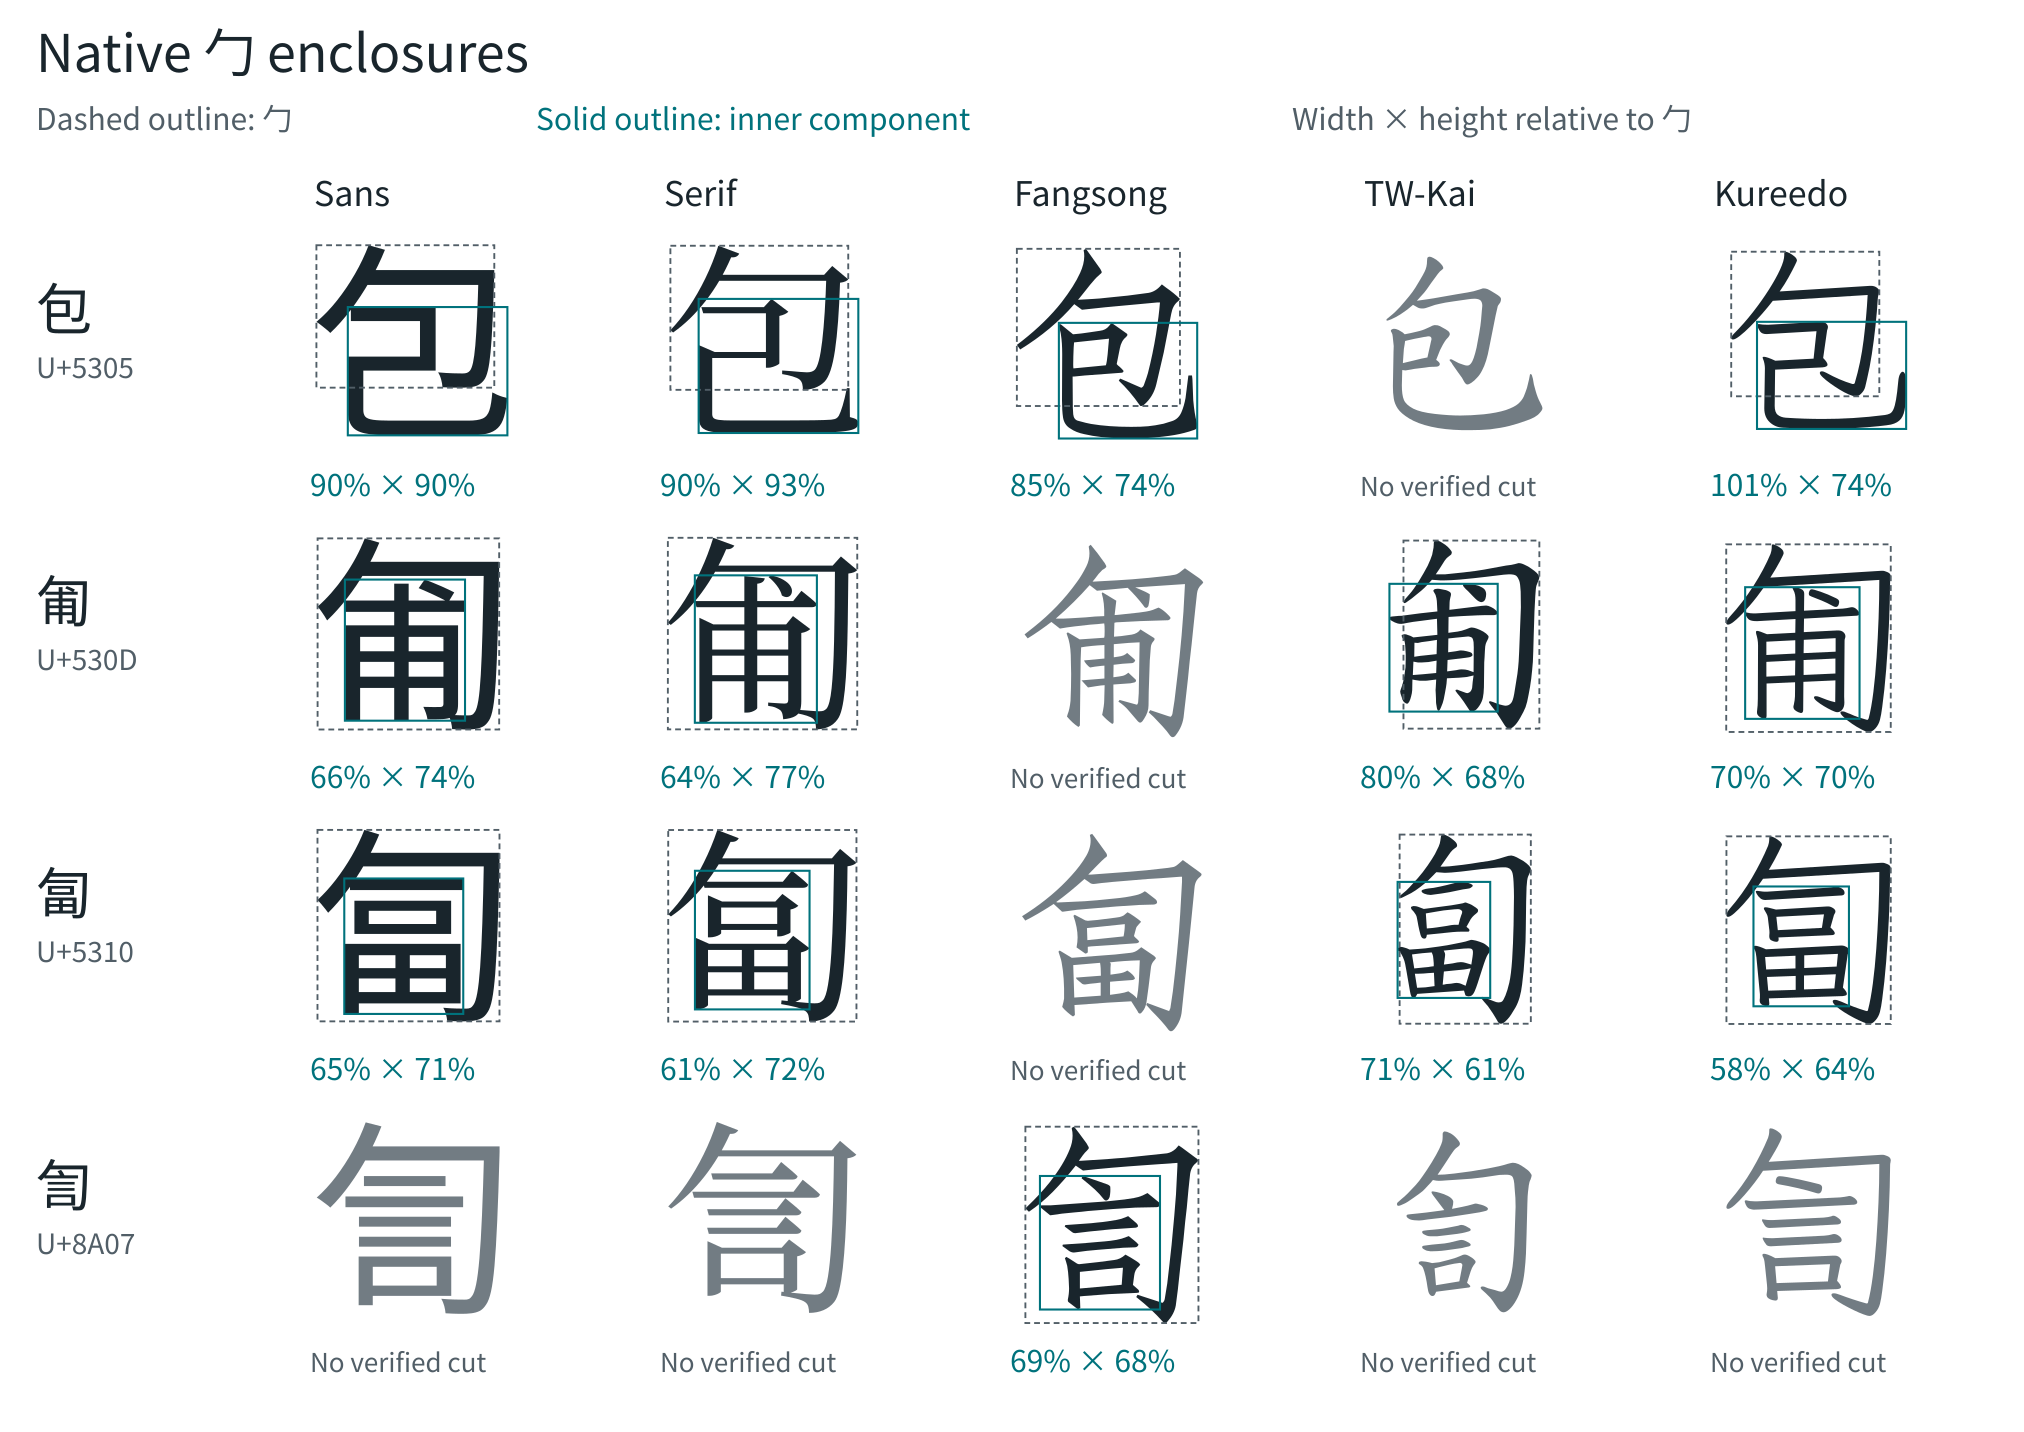 Native 勹 enclosures
Dashed outline: 勹 Solid outline: inner component Width × height relative to 勹
Sans Serif Fangsong TW-Kai Kureedo
包 包 包 包 包 包
U+5305
90% × 90% 90% × 93% 85% × 74% No verified cut 101% × 74%
匍 匍 匍 匍 匍 匍
U+530D
66% × 74% 64% × 77% No verified cut 80% × 68% 70% × 70%
匐 匐 匐 匐 匐 匐
U+5310
65% × 71% 61% × 72% No verified cut 71% × 61% 58% × 64%
訇 訇 訇 訇 訇 訇
U+8A07
No verified cut No verified cut 69% × 68% No verified cut No verified cut